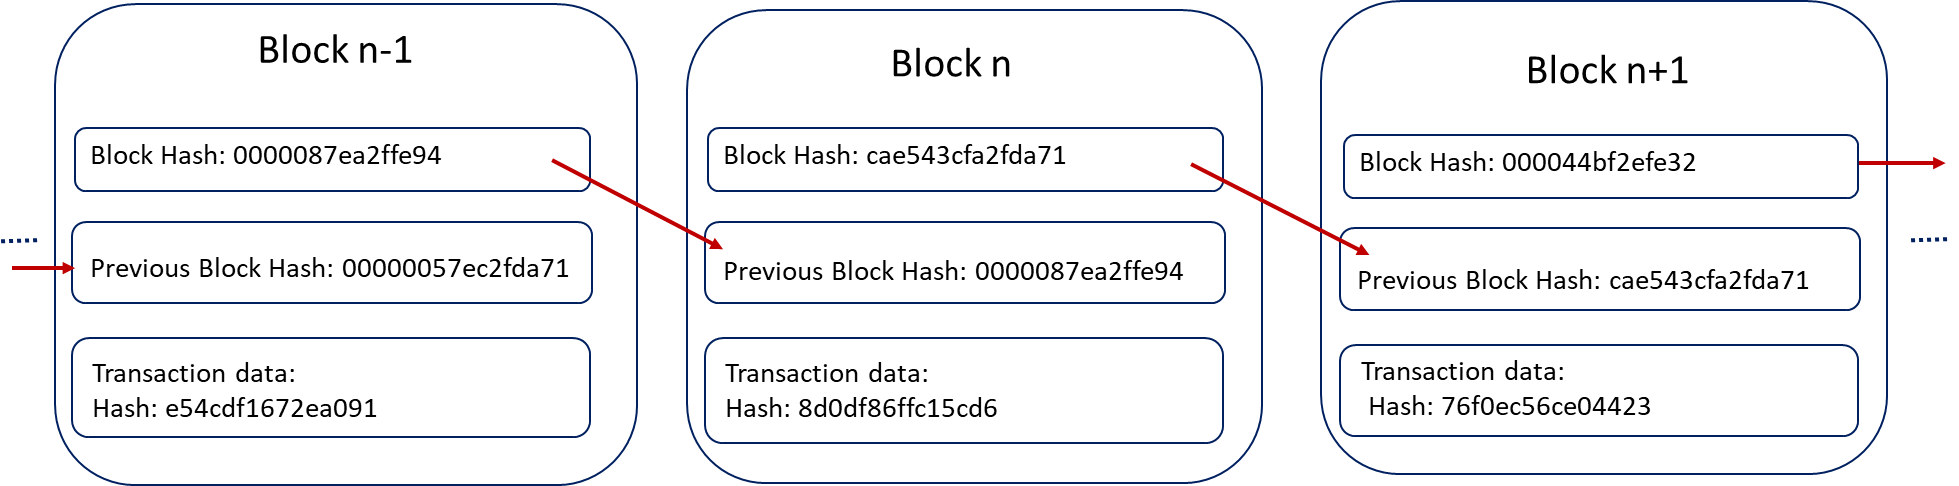 Block n-1
Block Hash: 0000087ea2ffe94
Previous Block Hash: 00000057ec2fda71
Transaction data:
Hash: e54cdf1672ea091
Block n
Block Hash: cae543cfa2fda71
Previous Block Hash: 0000087ea2ffe94
Transaction data:
Hash: 8d0df86ffc15cd6
Block n+1
Block Hash: 000044bf2efe32
Previous Block Hash: cae543cfa2fda71
Transaction data:
Hash: 76f0ec56ce04423